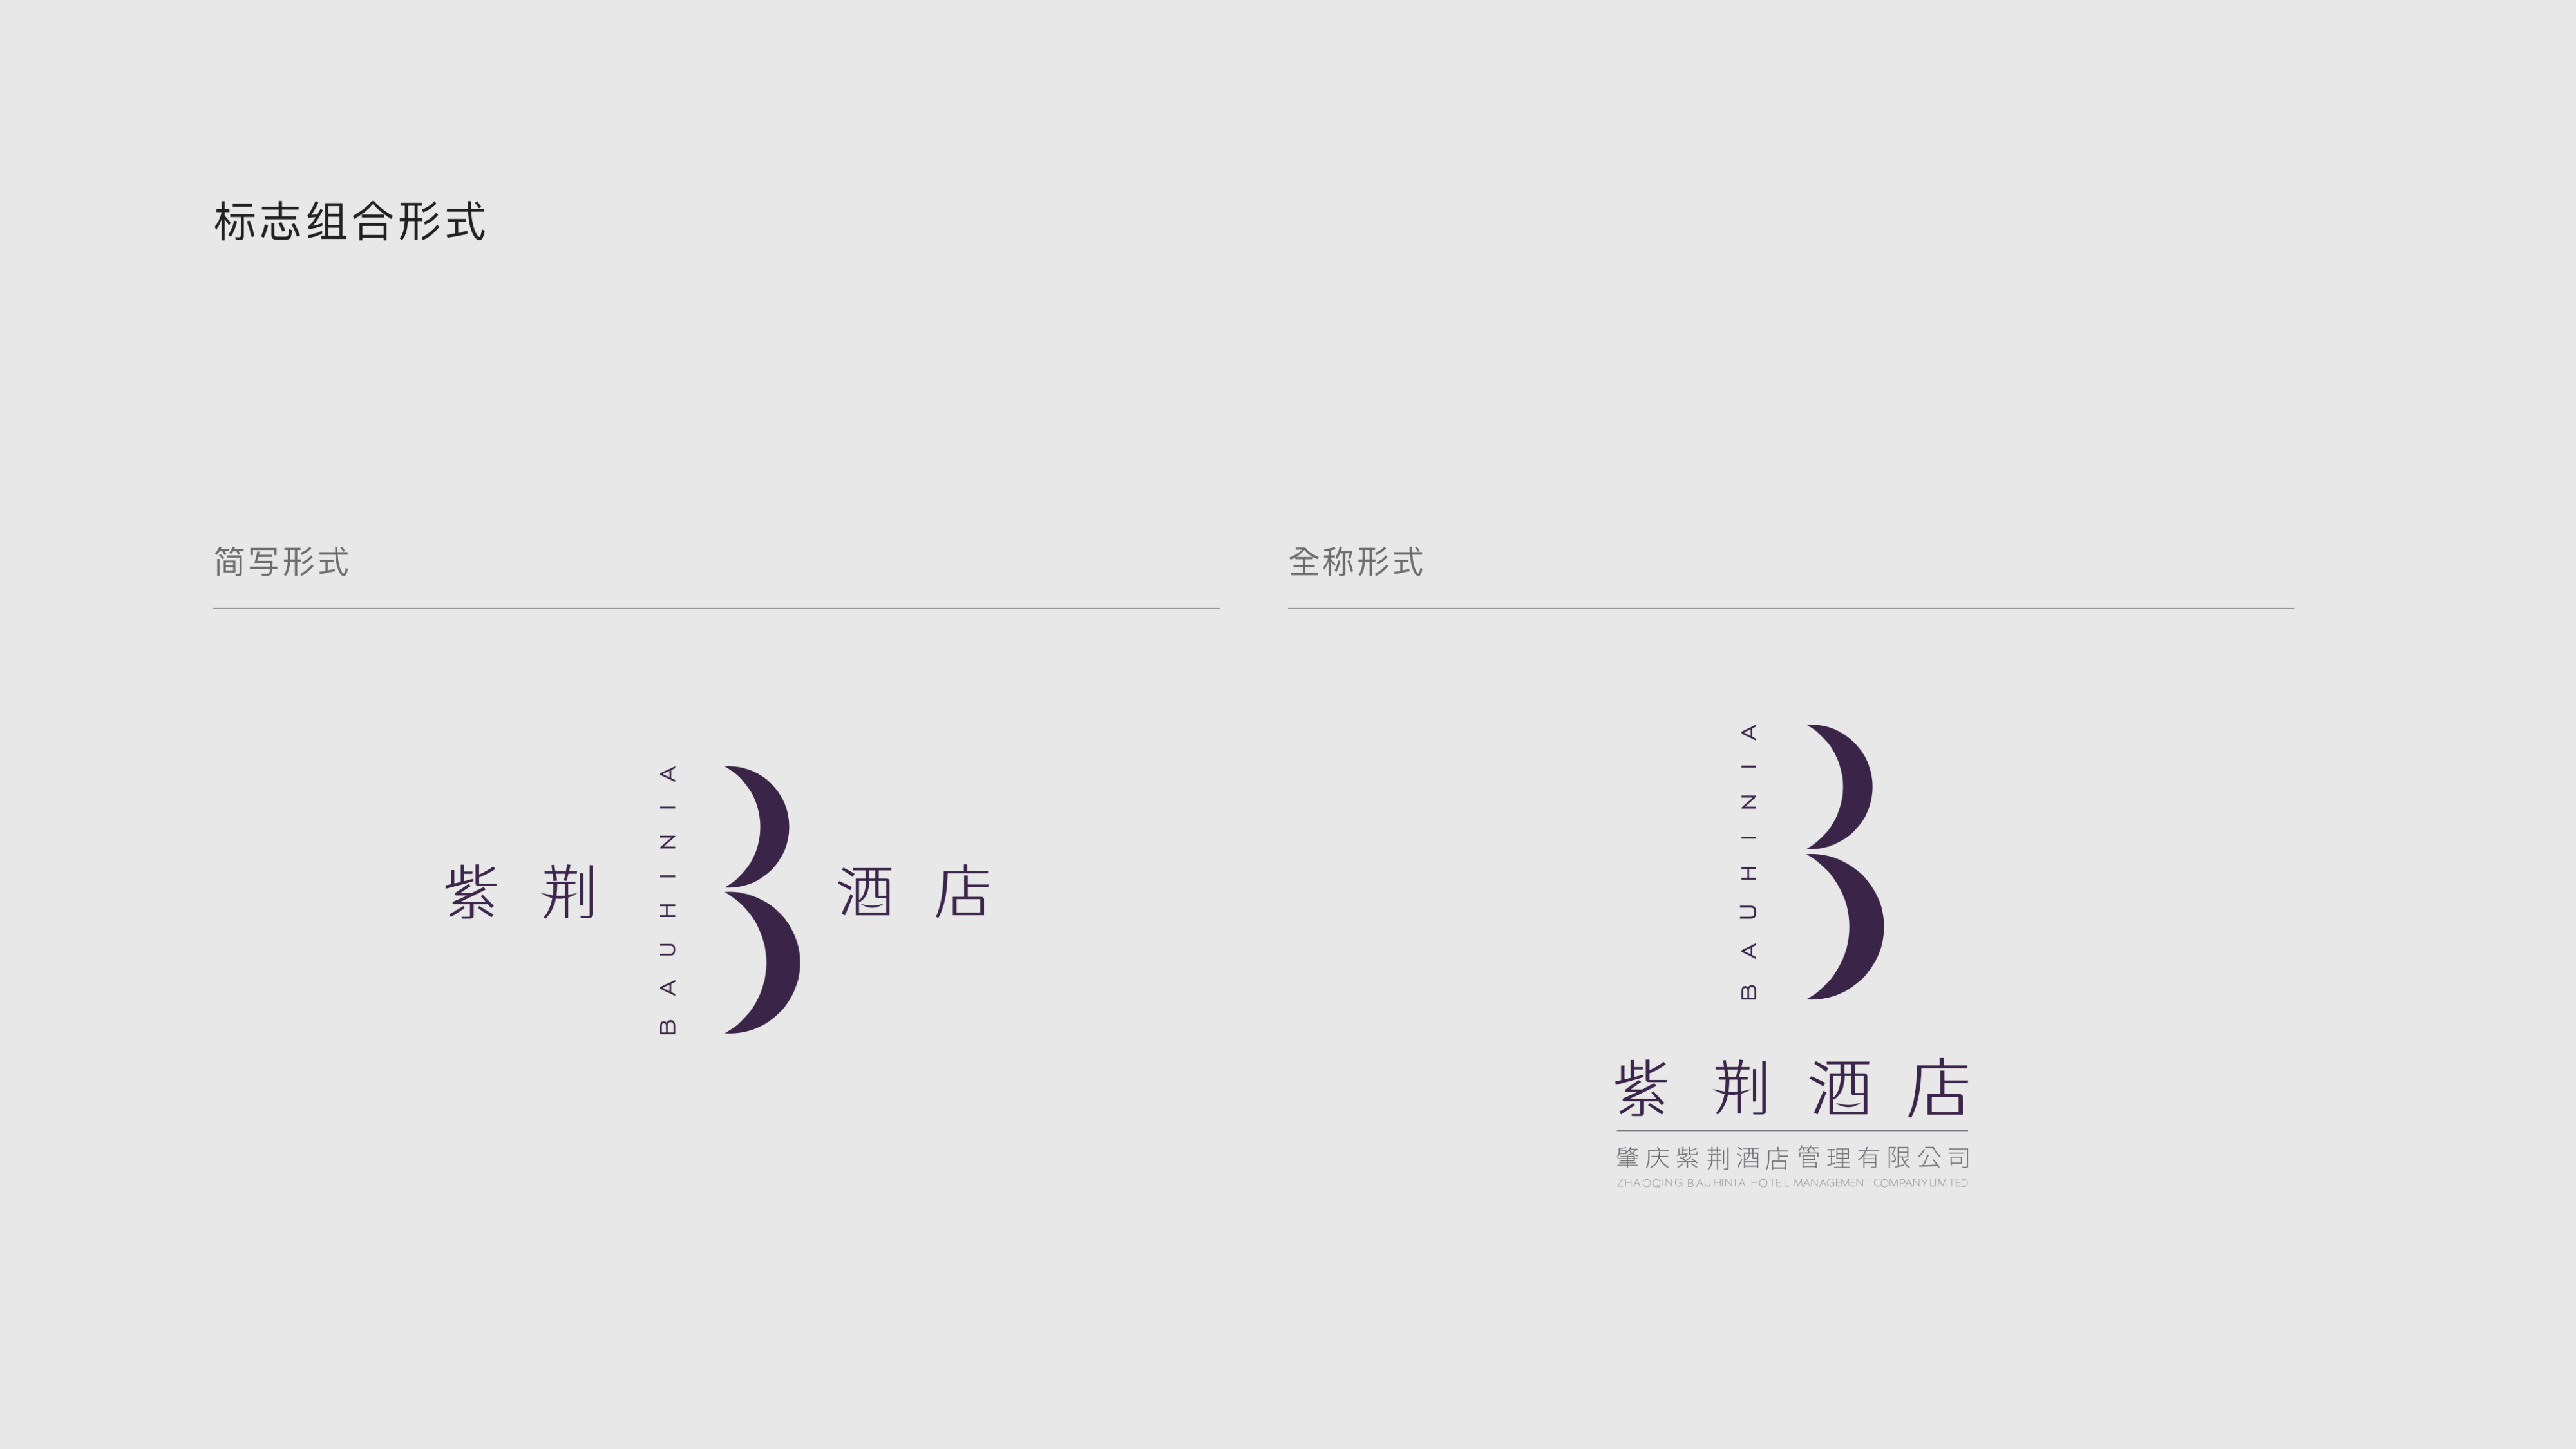 标志组合形式
简写形式
全称形式
紫荆
BAUHINIA
酒店
BAUHINIA
紫荆酒店
肇庆紫荆酒店管理有限公司
ZHAOQING BAUHINIA HOTEL MANAGEMENT COMPANY LIMITED